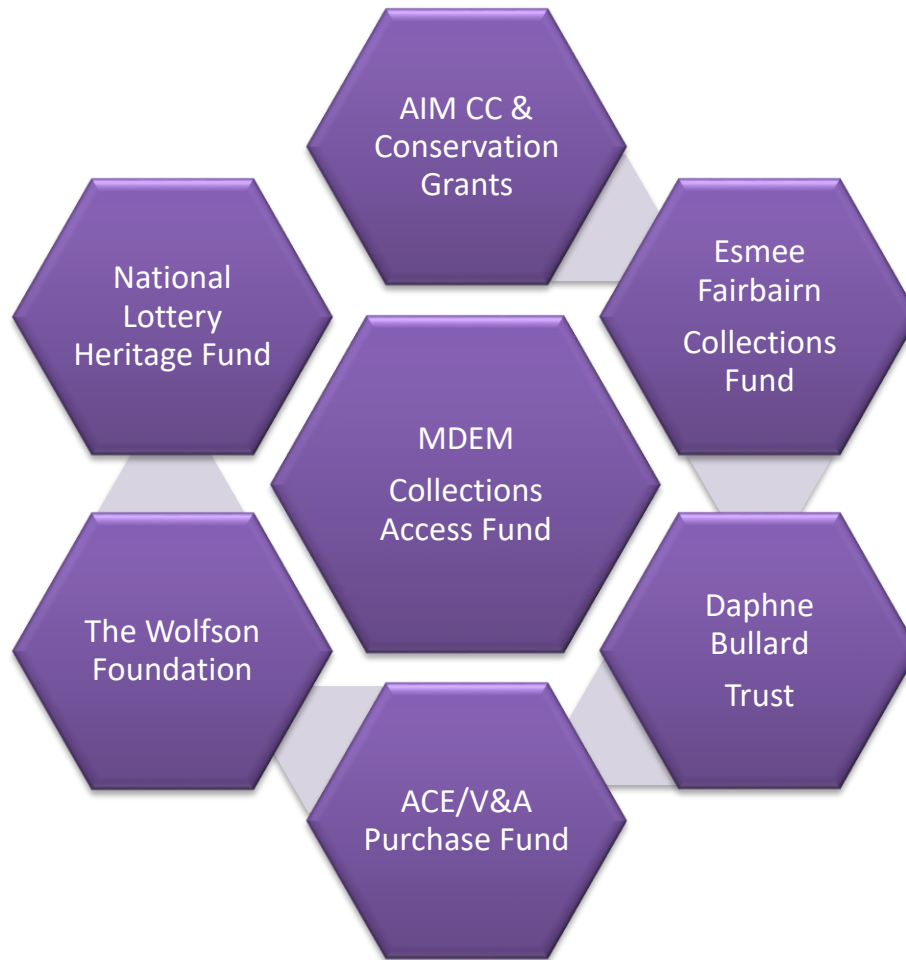 AIM CC &
Conservation
Grants
National
Lottery
Heritage Fund
Esmee
Fairbairn
Collections
Fund
MDEM
Collections
Access Fund
The Wolfson
Foundation
Daphne
Bullard
Trust
ACE/V&A
Purchase Fund